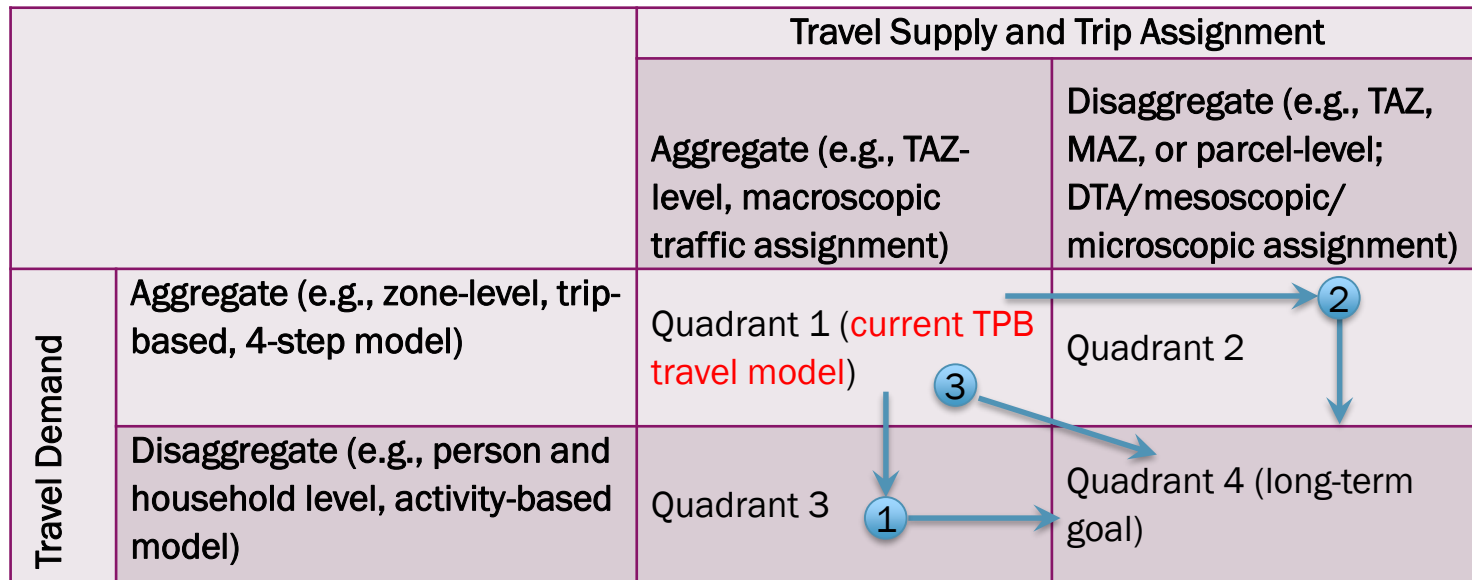 Travel Supply and Trip Assignment
Aggregate (e.g., TAZ-
level, macroscopic
traffic assignment)
Disaggregate (e.g., TAZ,
MAZ, or parcel-level;
DTA/mesoscopic/
microscopic assignment)
Travel Demand
Aggregate (e.g., zone-level, trip-
based, 4-step model)
Quadrant 1 (current TPB
travel model)
3
2
Quadrant 2
Disaggregate (e.g., person and
household level, activity-based
model)
Quadrant 3
1
Quadrant 4 (long-term
goal)